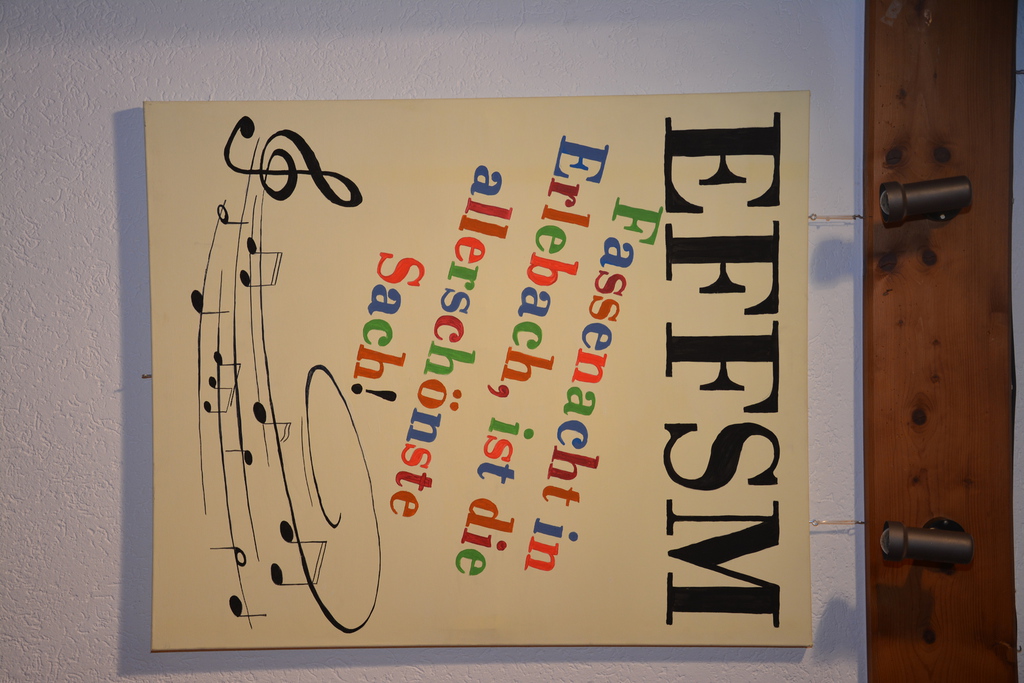 EFFSM
Fassenacht in
Erlebach, ist die
allerschönste
Sach!